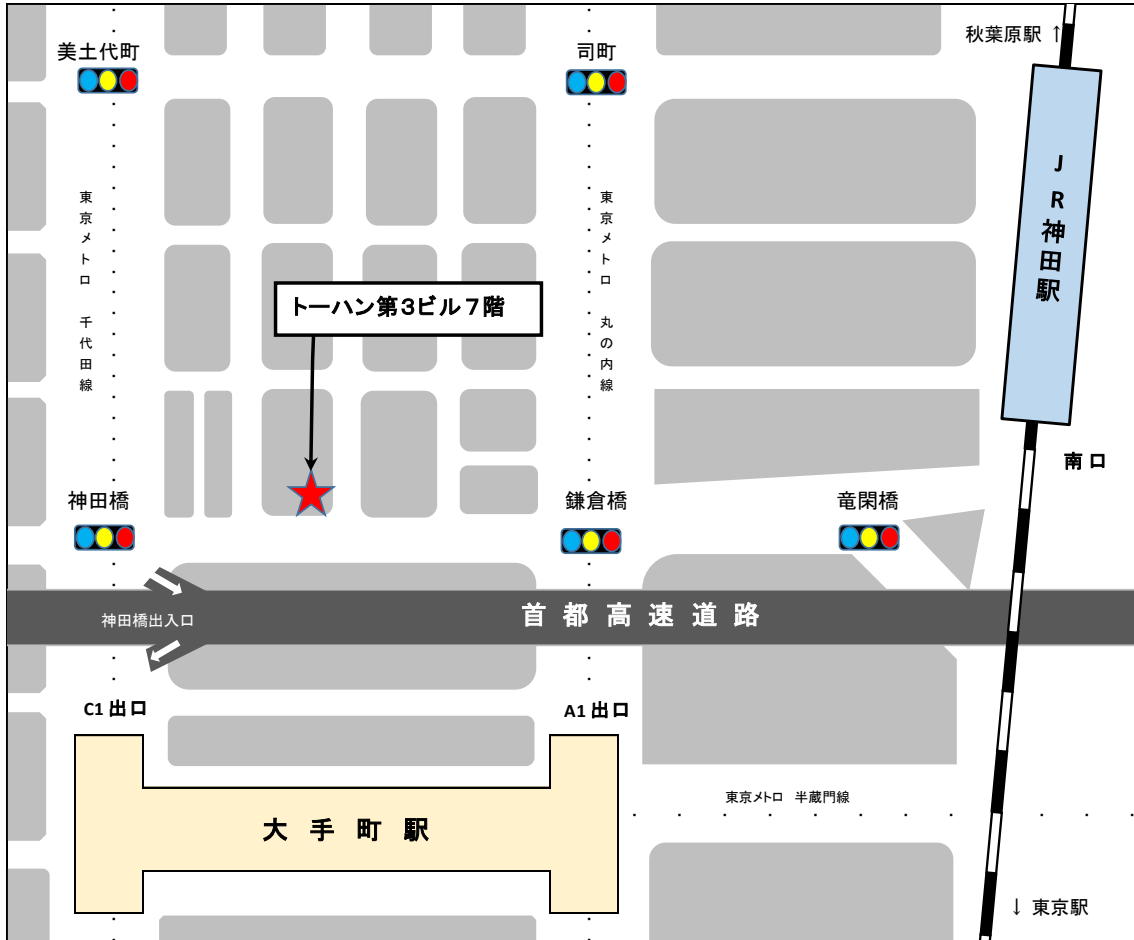 秋葉原駅 ↑
美土代町
司町
JR神田駅
東京メトロ 千代田線
東京メトロ 丸の内線
トーハン第3ビル7階
南口
神田橋
鎌倉橋
竜閑橋
首都高速道路
神田橋出入口
C1 出口
A1 出口
東京メトロ 半蔵門線
大手町駅
↓ 東京駅